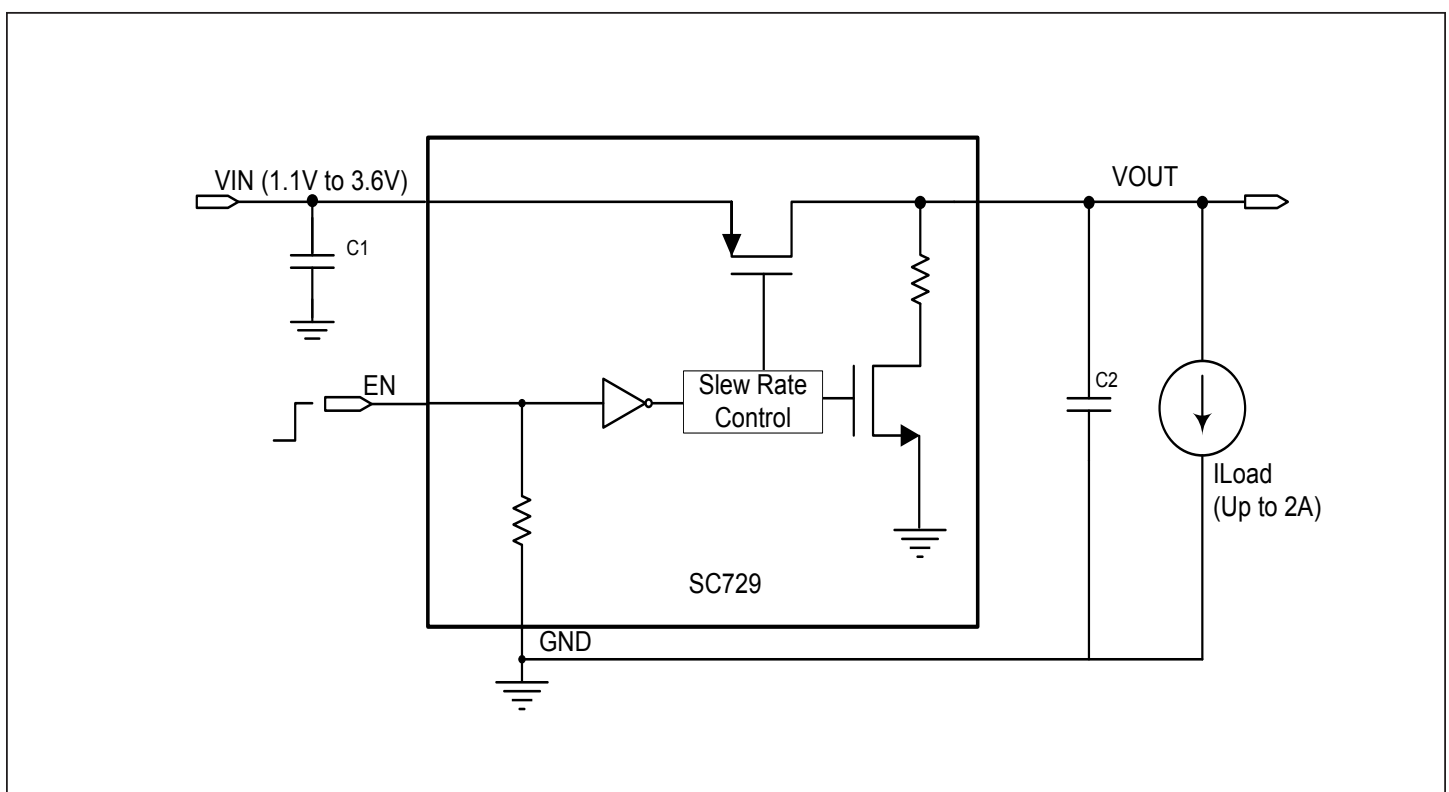 VIN (1.1V to 3.6V)
VOUT
C1
EN
Slew Rate
Control
C2
ILoad
(Up to 2A)
SC729
GND